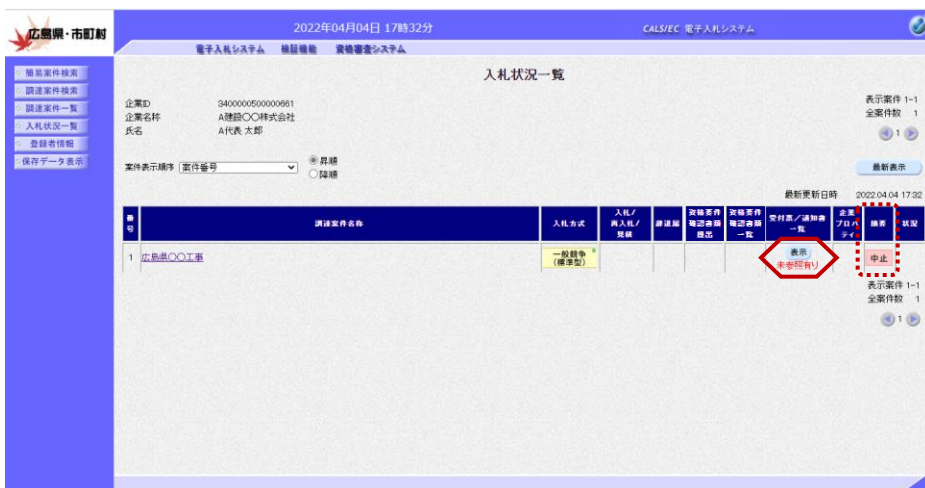 広島県・市町村
2022年04月04日 17時32分
CALS/EC 電子入札システム
電子入札システム 検証機能 資格審査システム
簡易案件検索
調達案件検索
調達案件一覧
入札状況一覧
登録者情報
保存データ表示
入札状況一覧
企業ID 3400000500000661
企業名称 A建設〇〇株式会社
氏名 A代表 太郎
表示案件 1-1
全案件数 1
1
案件表示順序 案件番号
昇順
降順
最新表示
最新更新日時 2022.04.04 17:32
番号 調達案件名称 入札方式 入札/再入札/見積 辞退届 資格要件確認書類提出 資格要件確認書類一覧 受付票/通知書一覧 企業プロパティ 摘要 状況
1 広島県〇〇工事 一般競争(標準型) 表示 未参照有り 中止
表示案件 1-1
全案件数 1
1